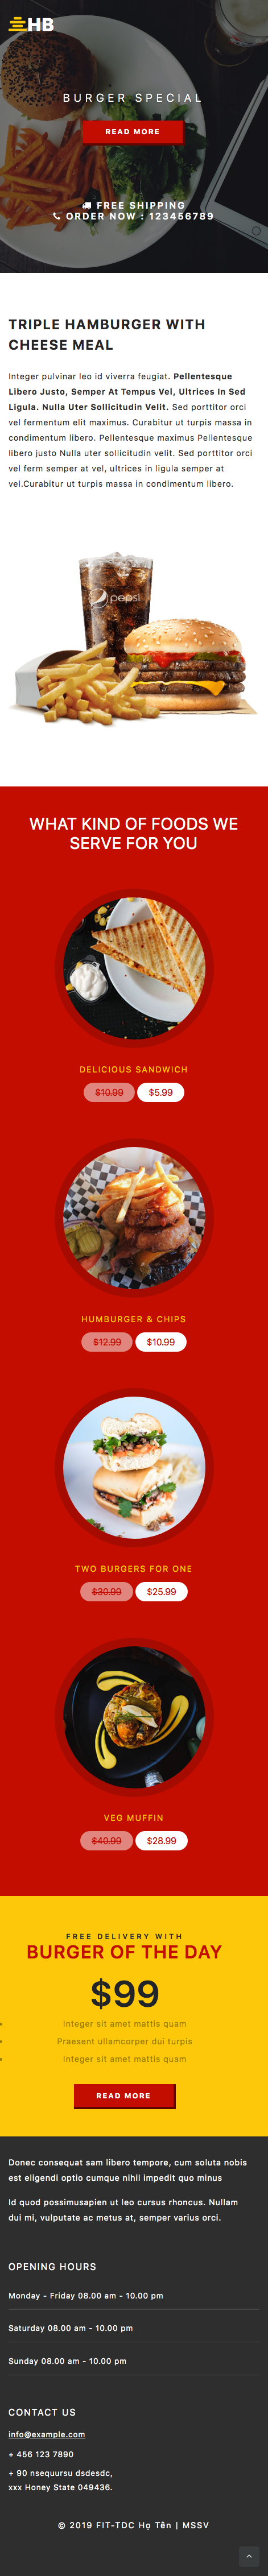 HB
BURGER SPECIAL
READ MORE
FREE SHIPPING
ORDER NOW : 123456789
TRIPLE HAMBURGER WITH
CHEESE MEAL
Integer pulvinar leo id viverra feugiat. Pellentesque
Libero Justo, Semper At Tempus Vel, Ultrices In Sed
Ligula. Nulla Uter Sollicitudin Velit. Sed porttitor orci
vel fermentum elit maximus. Curabitur ut turpis massa in
condimentum libero. Pellentesque maximus Pellentesque
libero justo Nulla uter sollicitudin velit. Sed porttitor orci
vel ferm semper at vel, ultrices in ligula semper at
vel.Curabitur ut turpis massa in condimentum libero.
pepsi
WHAT KIND OF FOODS WE
SERVE FOR YOU
DELICIOUS SANDWICH
$10.99 $5.99
HUMBURGER & CHIPS
$12.99 $10.99
TWO BURGERS FOR ONE
$30.99 $25.99
VEG MUFFIN
$40.99 $28.99
FREE DELIVERY WITH
BURGER OF THE DAY
$99
Integer sit amet mattis quam
Praesent ullamcorper dui turpis
Integer sit amet mattis quam
READ MORE
Donec consequat sam libero tempore, cum soluta nobis
est eligendi optio cumque nihil impedit quo minus
Id quod possimusapien ut leo cursus rhoncus. Nullam
dui mi, vulputate ac metus at, semper varius orci.
OPENING HOURS
Monday - Friday 08.00 am - 10.00 pm
Saturday 08.00 am - 10.00 pm
Sunday 08.00 am - 10.00 pm
CONTACT US
info@example.com
+ 456 123 7890
+ 90 nsequursu dsdesdc,
xxx Honey State 049436.
© 2019 FIT-TDC Họ Tên | MSSV